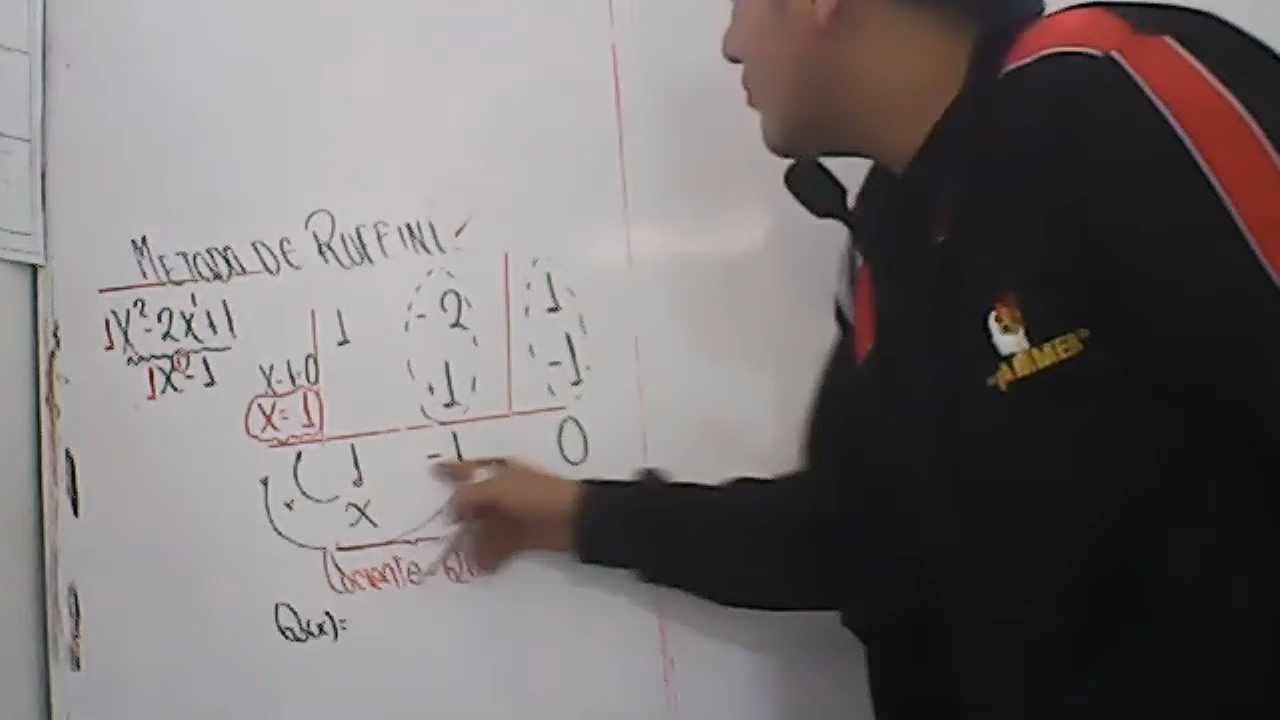 METODO DE RUFFINI
1x²-2x¹+1
1x-1
1 -2 1
x-1=0
1 -1
x=1
1 -1 0
x
Cociente
Q(x)=